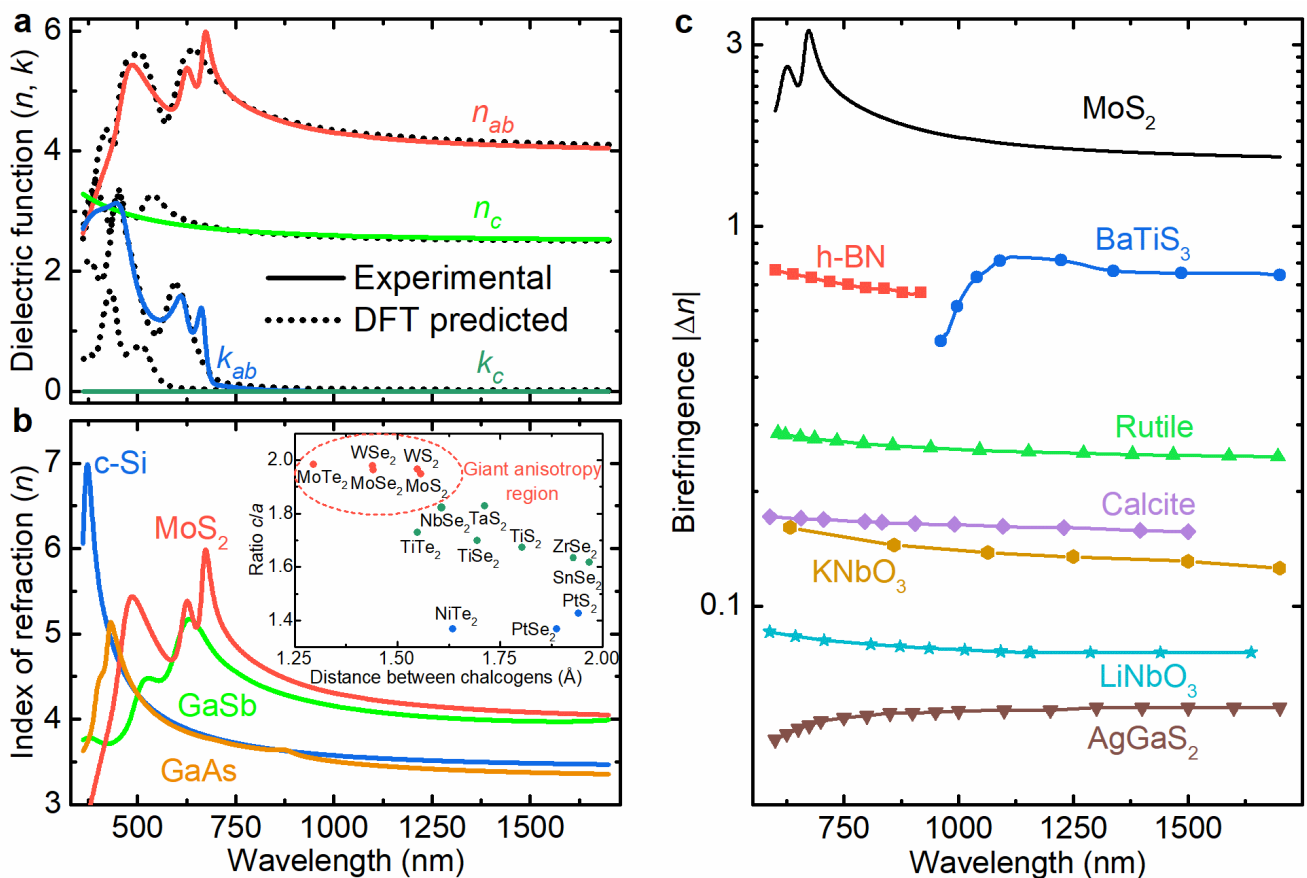 a
Dielectric function (n, k)
6
4
2
0
n_ab
n_c
Experimental
DFT predicted
k_ab
k_c
b
Index of refraction (n)
7
6
5
4
3
c-Si
MoS₂
GaSb
GaAs
500
750
1000
1250
1500
Wavelength (nm)
Ratio c/a
2.0
1.8
1.6
1.4
WSe₂
WS₂
MoTe₂
MoSe₂
MoS₂
Giant anisotropy
region
NbSe₂
TaS₂
TiTe₂
TiSe₂
TiS₂
ZrSe₂
SnSe₂
PtS₂
NiTe₂
PtSe₂
1.25
1.50
1.75
2.00
Distance between chalcogens (Å)
c
Birefringence |Δn|
3
1
0.1
MoS₂
BaTiS₃
h-BN
Rutile
Calcite
KNbO₃
LiNbO₃
AgGaS₂
750
1000
1250
1500
Wavelength (nm)